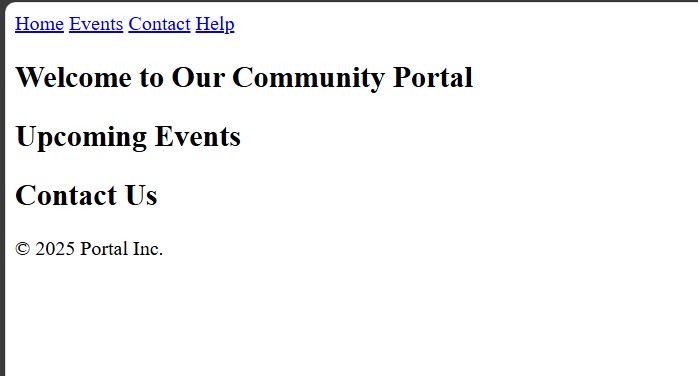 Home Events Contact Help
Welcome to Our Community Portal
Upcoming Events
Contact Us
© 2025 Portal Inc.